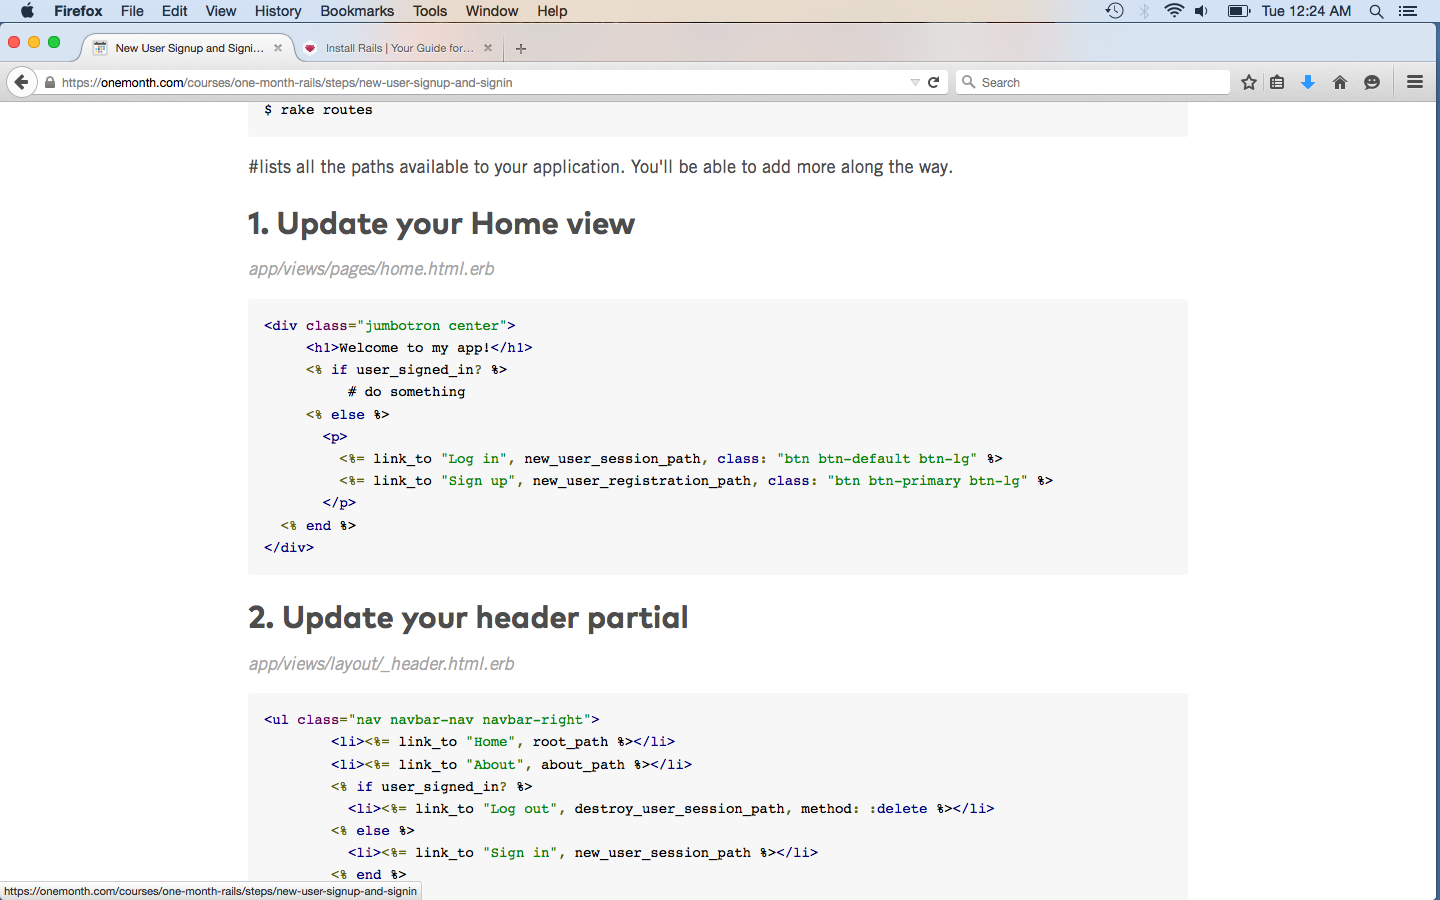 Firefox File Edit View History Bookmarks Tools Window Help Tue 12:24 AM
New User Signup and Signi... Install Rails | Your Guide for...
https://onemonth.com/courses/one-month-rails/steps/new-user-signup-and-signin Search
$ rake routes
#lists all the paths available to your application. You'll be able to add more along the way.
1. Update your Home view
app/views/pages/home.html.erb
<div class="jumbotron center">
<h1>Welcome to my app!</h1>
<% if user_signed_in? %>
# do something
<% else %>
<p>
<%= link_to "Log in", new_user_session_path, class: "btn btn-default btn-lg" %>
<%= link_to "Sign up", new_user_registration_path, class: "btn btn-primary btn-lg" %>
</p>
<% end %>
</div>
2. Update your header partial
app/views/layout/_header.html.erb
<ul class="nav navbar-nav navbar-right">
<li><%= link_to "Home", root_path %></li>
<li><%= link_to "About", about_path %></li>
<% if user_signed_in? %>
<li><%= link_to "Log out", destroy_user_session_path, method: :delete %></li>
<% else %>
<li><%= link_to "Sign in", new_user_session_path %></li>
<% end %>
https://onemonth.com/courses/one-month-rails/steps/new-user-signup-and-signin